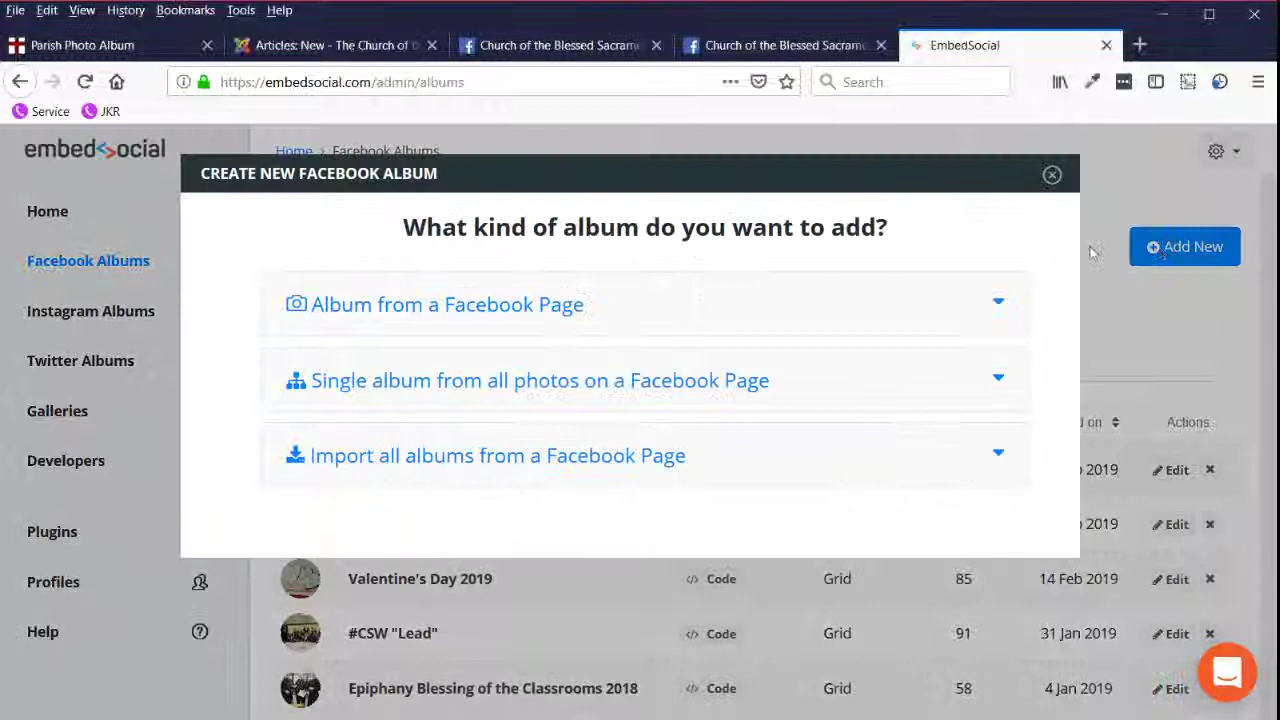 File Edit View History Bookmarks Tools Help
Parish Photo Album
Articles: New - The Church of
Church of the Blessed Sacram
Church of the Blessed Sacram
EmbedSocial
https://embedsocial.com/admin/albums
Search
Service JKR
embedsocial
Home > Facebook Albums
CREATE NEW FACEBOOK ALBUM
What kind of album do you want to add?
Home
Add New
Facebook Albums
Album from a Facebook Page
Instagram Albums
Twitter Albums
Single album from all photos on a Facebook Page
Galleries
on Actions
Developers
Import all albums from a Facebook Page
2019 Edit
Plugins
2019 Edit
Profiles
Valentine's Day 2019 Code Grid 85 14 Feb 2019 Edit
Help
#CSW "Lead" Code Grid 91 31 Jan 2019 Edit
Epiphany Blessing of the Classrooms 2018 Code Grid 58 4 Jan 2019 Edit